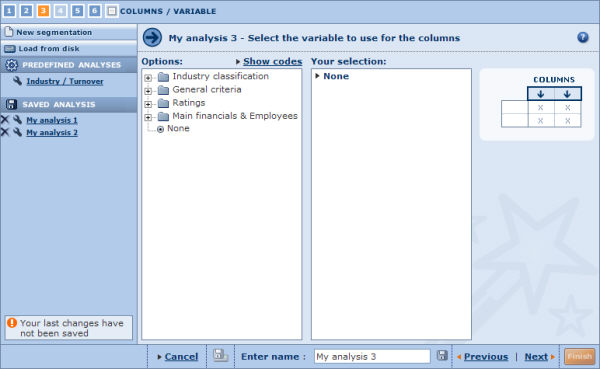 1 2 3 4 5 6 COLUMNS / VARIABLE
New segmentation
Load from disk
PREDEFINED ANALYSES
Industry / Turnover
SAVED ANALYSIS
My analysis 1
My analysis 2
Your last changes have
not been saved
My analysis 3 - Select the variable to use for the columns
?
Options:
Show codes
Industry classification
General criteria
Ratings
Main financials & Employees
None
Your selection:
None
COLUMNS
X X
X X
Cancel
Enter name :
My analysis 3
Previous | Next
Finish